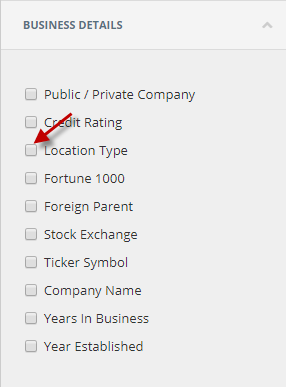 BUSINESS DETAILS
Public / Private Company
Credit Rating
Location Type
Fortune 1000
Foreign Parent
Stock Exchange
Ticker Symbol
Company Name
Years In Business
Year Established